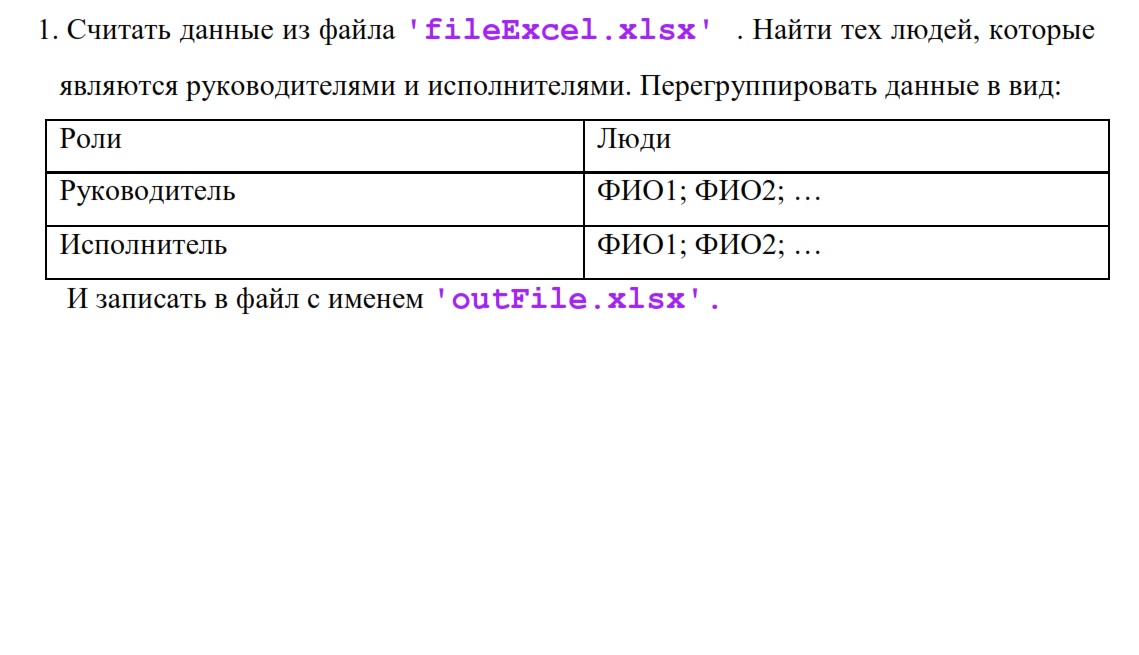 1. Считать данные из файла 'fileExcel.xlsx' . Найти тех людей, которые
являются руководителями и исполнителями. Перегруппировать данные в вид:
Роли Люди
Руководитель ФИО1; ФИО2; …
Исполнитель ФИО1; ФИО2; …
И записать в файл с именем 'outFile.xlsx'.